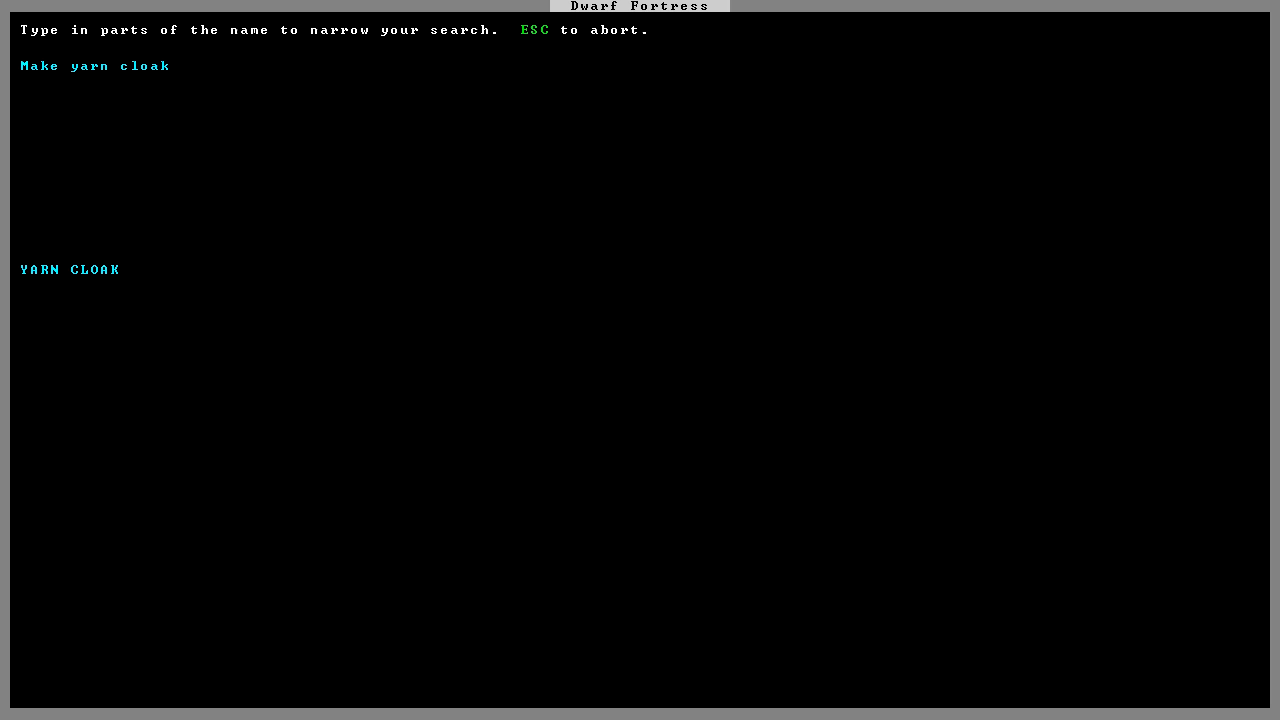 Dwarf Fortress
Type in parts of the name to narrow your search.  ESC to abort.
Make yarn cloak
YARN CLOAK